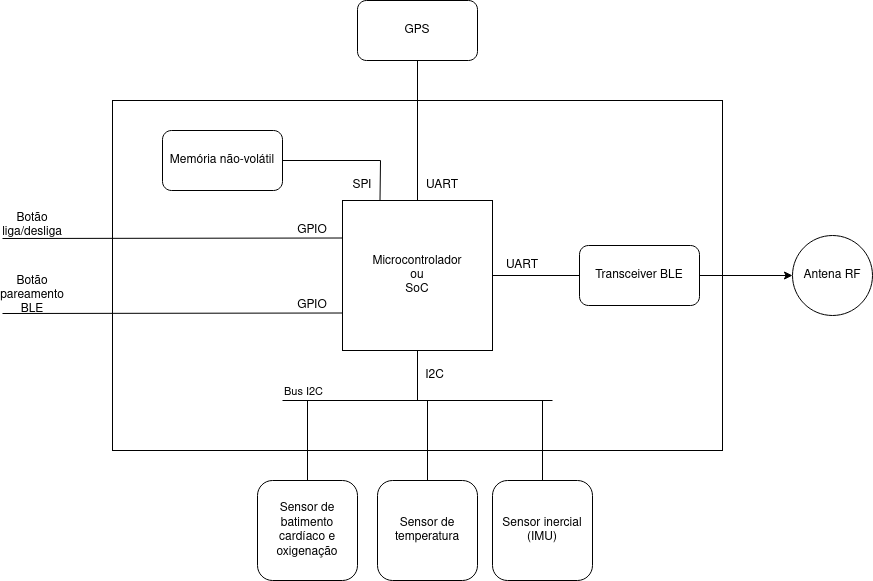 GPS
Memória não-volátil
SPI
UART
Botão
liga/desliga
GPIO
Microcontrolador
ou
SoC
UART
Transceiver BLE
Antena RF
Botão
pareamento
BLE
GPIO
I2C
Bus I2C
Sensor de
batimento
cardíaco e
oxigenação
Sensor de
temperatura
Sensor inercial
(IMU)